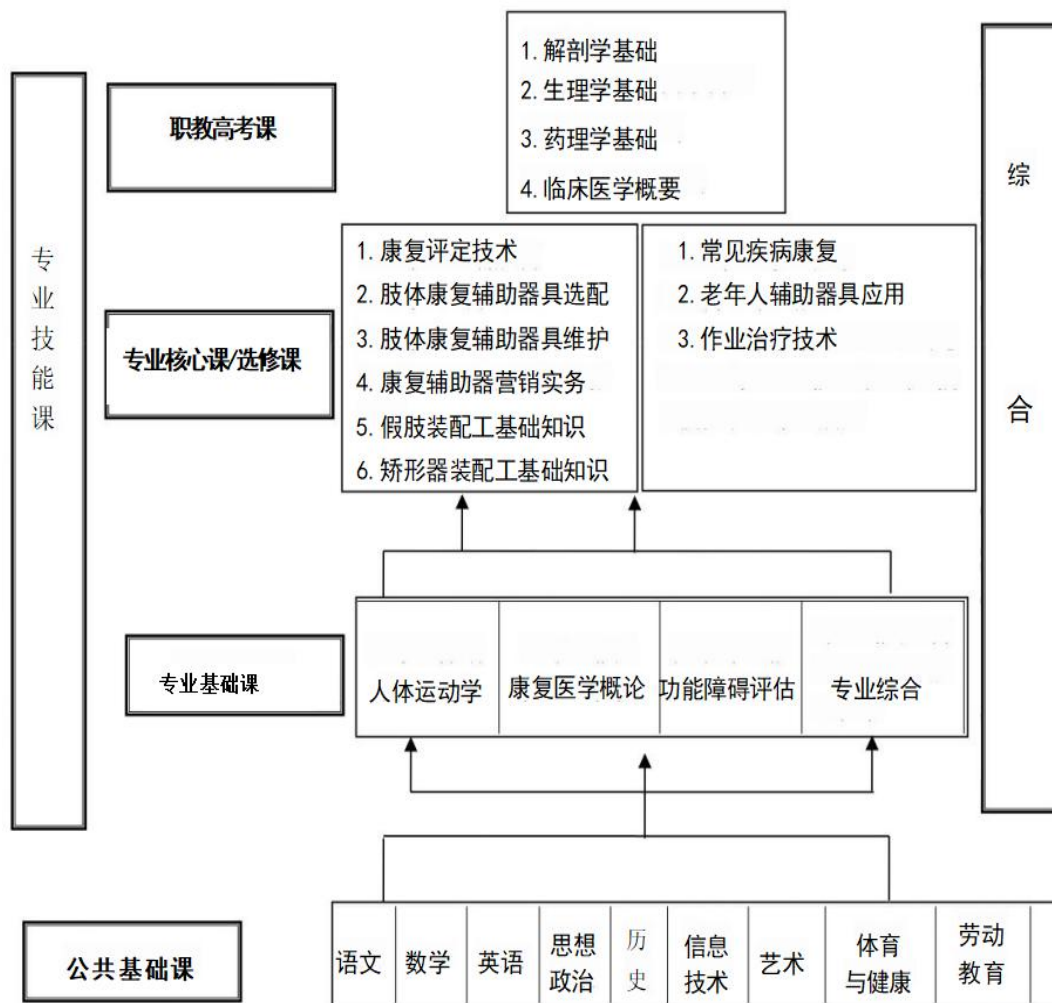 专业技能课
职教高考课
1. 解剖学基础
2. 生理学基础
3. 药理学基础
4. 临床医学概要
综合
专业核心课/选修课
1. 康复评定技术
2. 肢体康复辅助器具选配
3. 肢体康复辅助器具维护
4. 康复辅助器营销实务
5. 假肢装配工基础知识
6. 矫形器装配工基础知识
1. 常见疾病康复
2. 老年人辅助器具应用
3. 作业治疗技术
专业基础课
人体运动学
康复医学概论
功能障碍评估
专业综合
公共基础课
语文
数学
英语
思想
政治
历
史
信息
技术
艺术
体育
与健康
劳动
教育